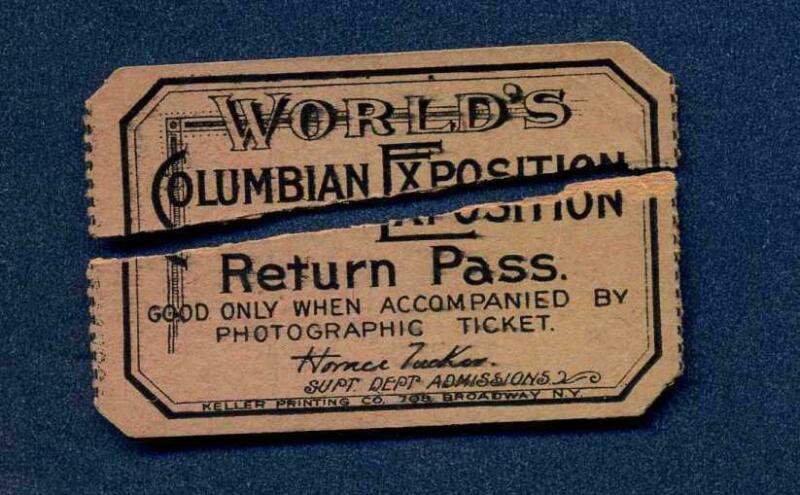 WORLD'S
COLUMBIAN EXPOSITION
Return Pass.
GOOD ONLY WHEN ACCOMPANIED BY
PHOTOGRAPHIC TICKET.
Horace Tucker.
SUPT. DEPT ADMISSIONS.
KELLER PRINTING CO. 708 BROADWAY N.Y.